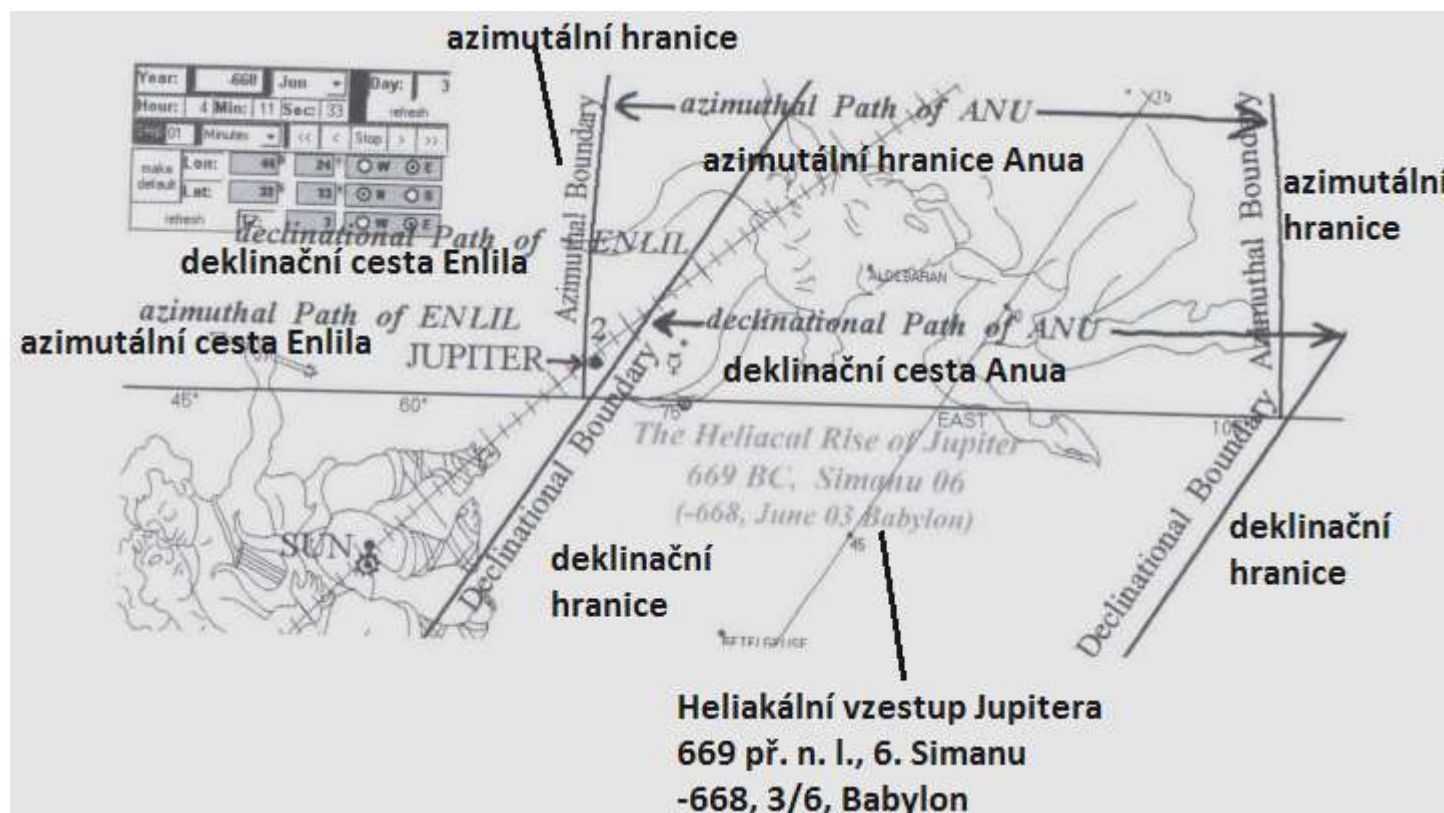 azimutální hranice
Year: -668 Jun Day: 3
Hour: 4 Min: 11 Sec: 33 refresh
01 Minutes << < Stop > >>
make default
Lon: 44° 24' W E
Lat: 33' N S
refresh TZ: 3 W E
Azimuthal Boundary
azimuthal Path of ANU
azimutální hranice Anua
Azimuthal Boundary
azimutální
hranice
declinational Path of ENLIL
deklinační cesta Enlila
ALDEBARAN
azimuthal Path of ENLIL
azimutální cesta Enlila
JUPITER
2
declinational Path of ANU
deklinační cesta Anua
45°
60°
75
EAST
The Heliacal Rise of Jupiter
669 BC, Simanu 06
(-668, June 03 Babylon)
SUN
Declinational Boundary
deklinační
hranice
45
Declinational Boundary
deklinační
hranice
BETELGEUSE
Heliakální vzestup Jupitera
669 př. n. l., 6. Simanu
-668, 3/6, Babylon